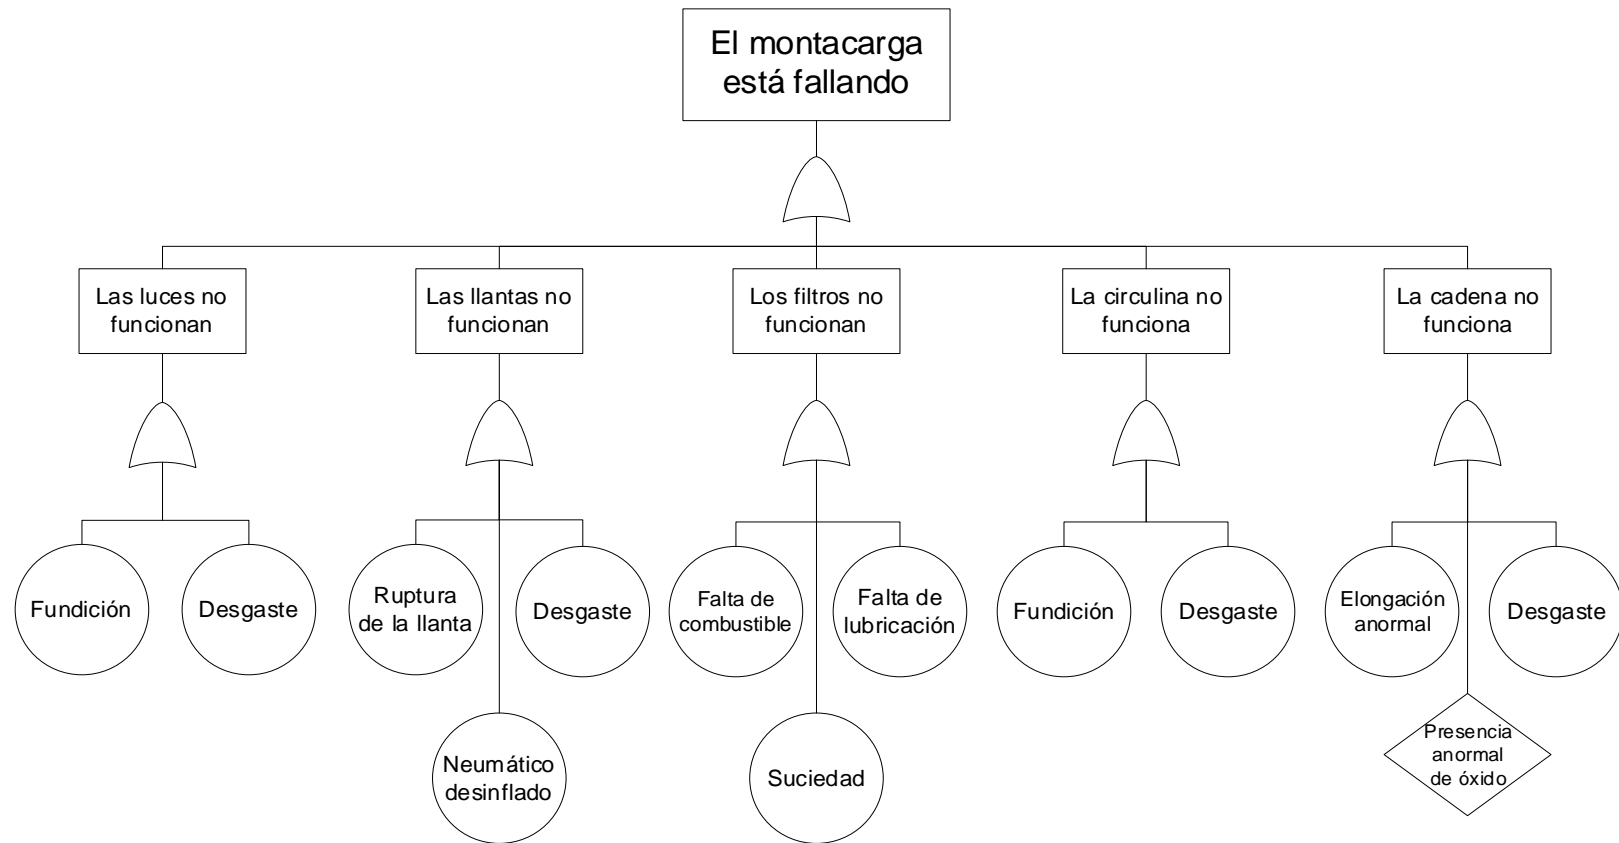 El montacarga
está fallando
Las luces no
funcionan
Las llantas no
funcionan
Los filtros no
funcionan
La circulina no
funciona
La cadena no
funciona
Fundición
Desgaste
Ruptura
de la llanta
Desgaste
Falta de
combustible
Falta de
lubricación
Fundición
Desgaste
Elongación
anormal
Desgaste
Neumático
desinflado
Suciedad
Presencia
anormal
de óxido